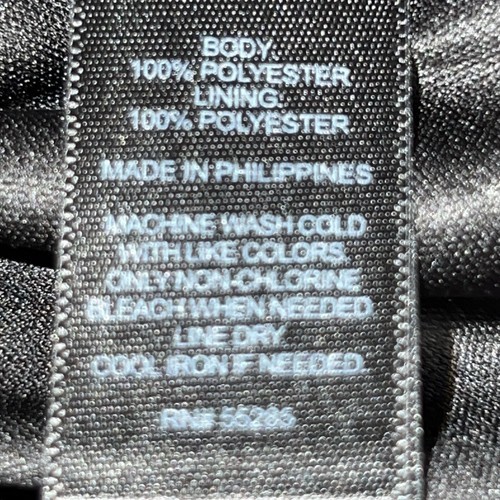 BODY.
100% POLYESTER
LINING.
100% POLYESTER
MADE IN PHILIPPINES
MACHINE WASH COLD
WITH LIKE COLORS.
ONLY NON-CHLORINE
BLEACH WHEN NEEDED.
LINE DRY.
COOL IRON IF NEEDED.
RN# 55285